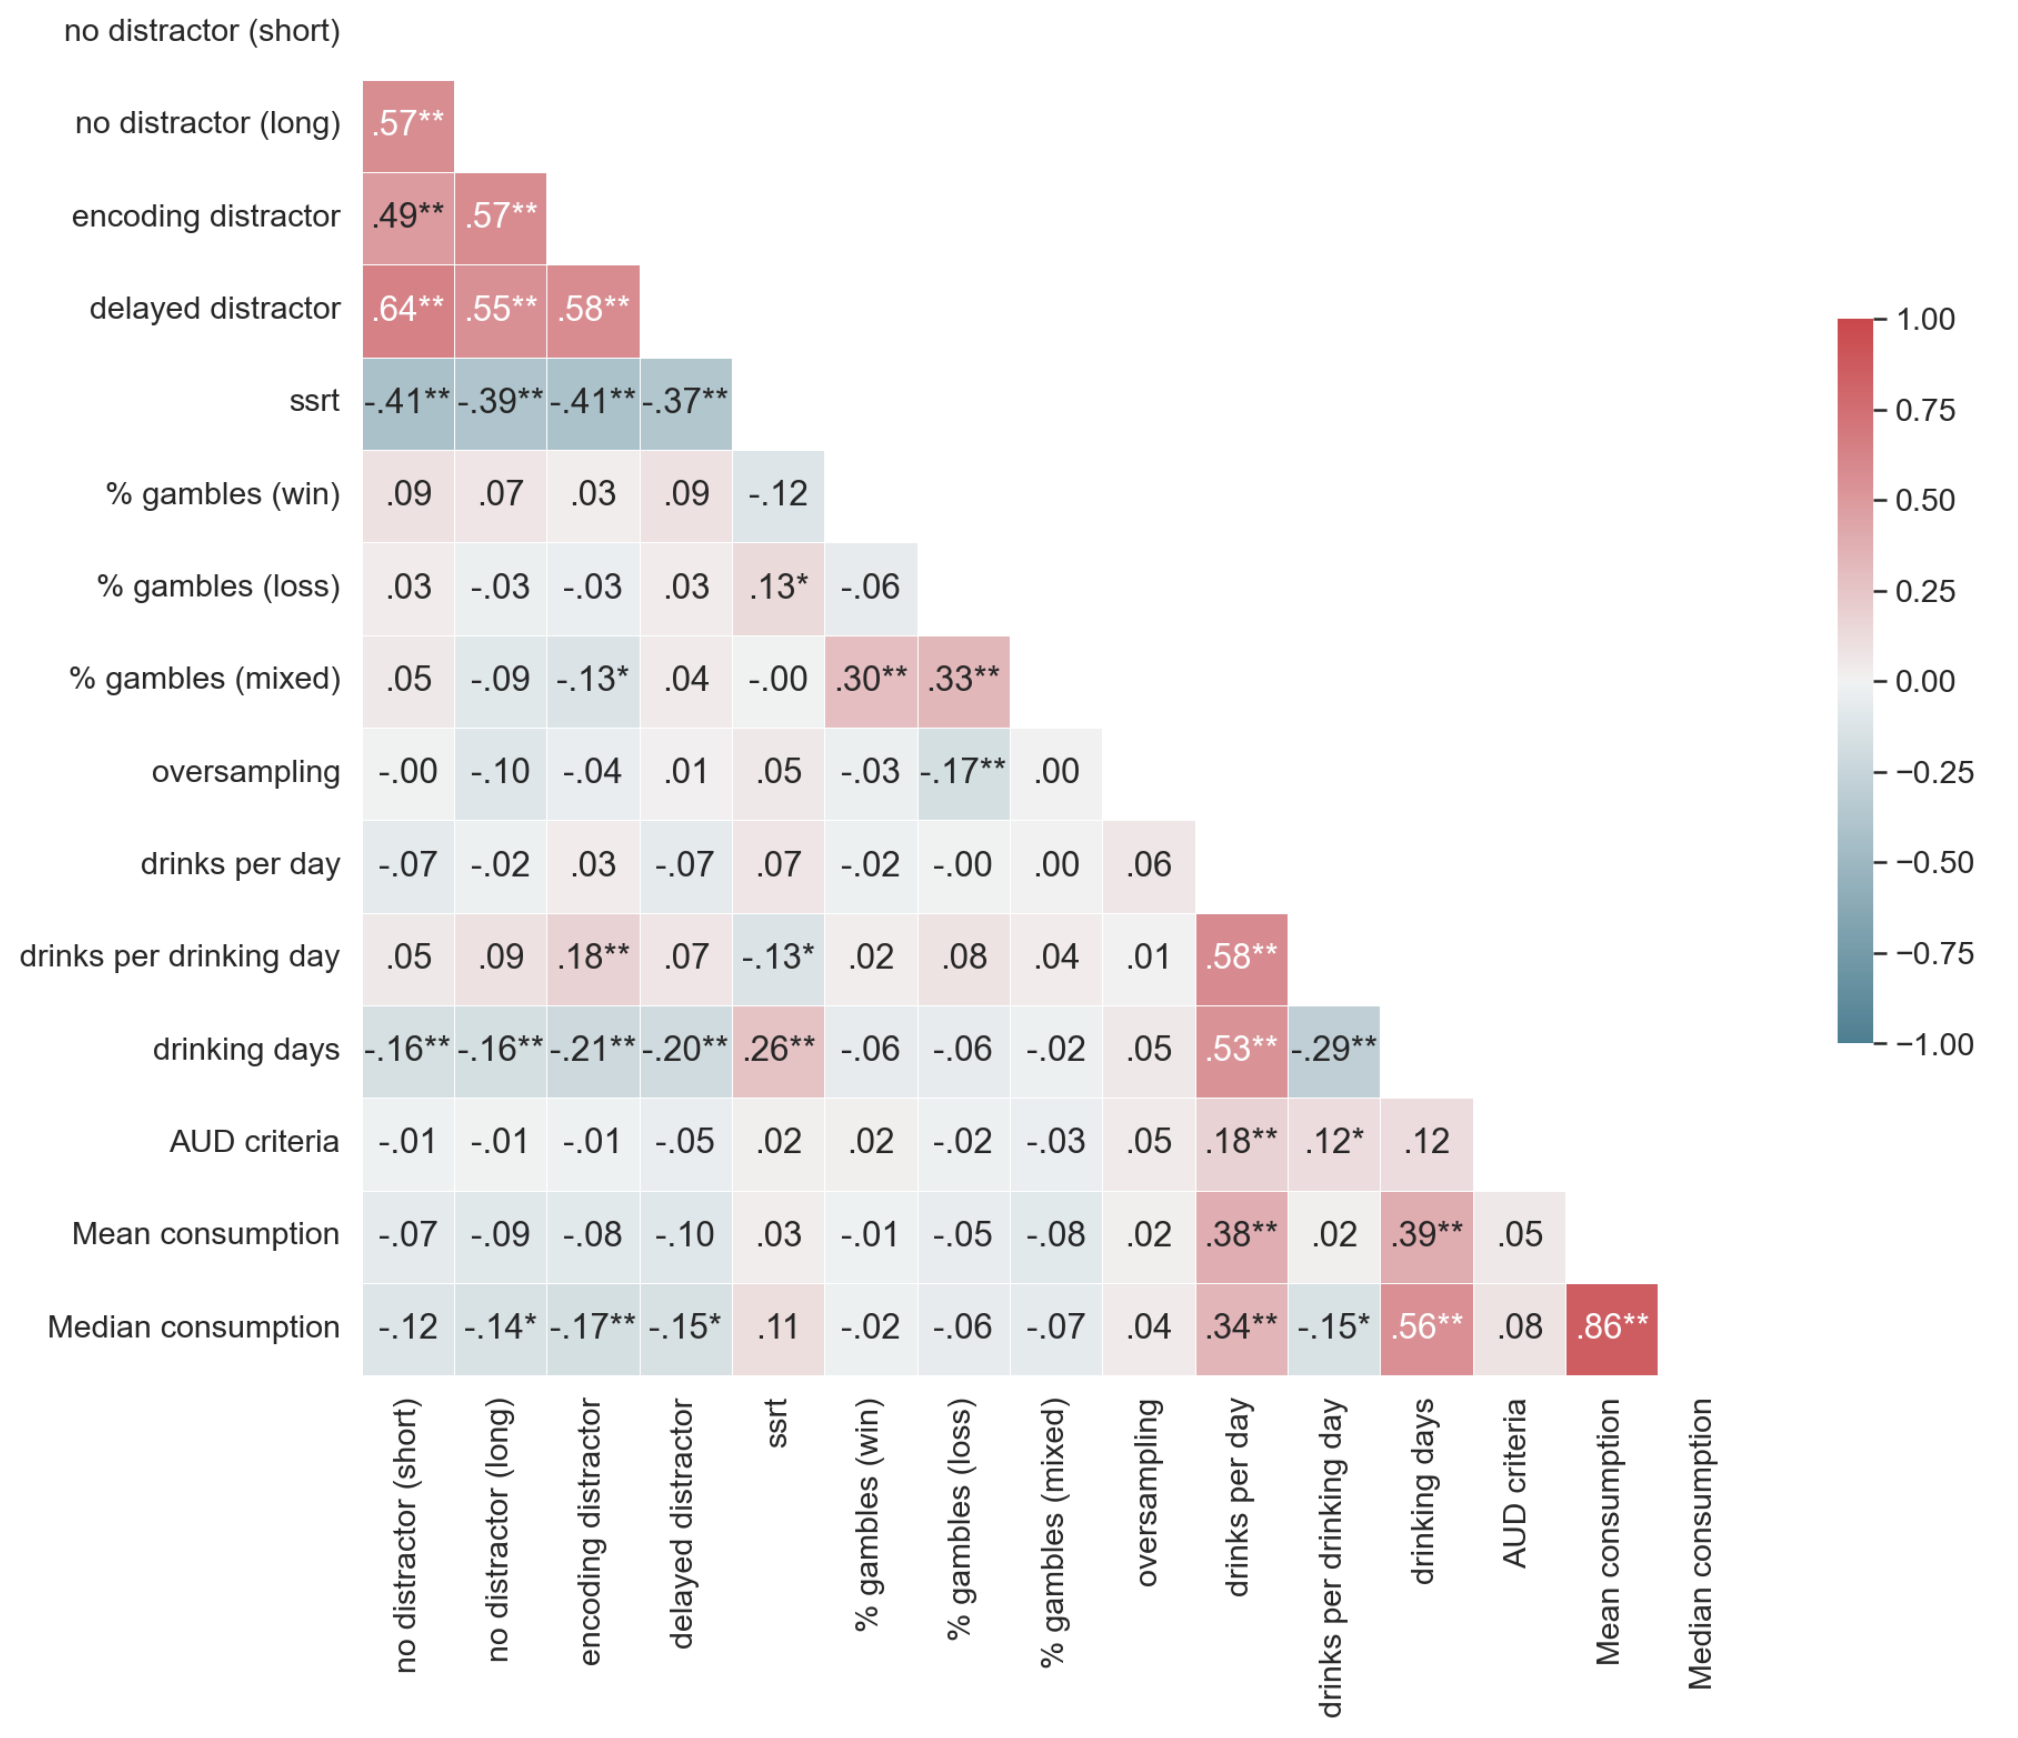 no distractor (short)
no distractor (long) .57**
encoding distractor .49** .57**
delayed distractor .64** .55** .58**
ssrt -.41** -.39** -.41** -.37**
% gambles (win) .09 .07 .03 .09 -.12
% gambles (loss) .03 -.03 -.03 .03 .13* -.06
% gambles (mixed) .05 -.09 -.13* .04 -.00 .30** .33**
oversampling -.00 -.10 -.04 .01 .05 -.03 -.17** .00
drinks per day -.07 -.02 .03 -.07 .07 -.02 -.00 .00 .06
drinks per drinking day .05 .09 .18** .07 -.13* .02 .08 .04 .01 .58**
drinking days -.16** -.16** -.21** -.20** .26** -.06 -.06 -.02 .05 .53** -.29**
AUD criteria -.01 -.01 -.01 -.05 .02 .02 -.02 -.03 .05 .18** .12* .12
Mean consumption -.07 -.09 -.08 -.10 .03 -.01 -.05 -.08 .02 .38** .02 .39** .05
Median consumption -.12 -.14* -.17** -.15* .11 -.02 -.06 -.07 .04 .34** -.15* .56** .08 .86**
no distractor (short)
no distractor (long)
encoding distractor
delayed distractor
ssrt
% gambles (win)
% gambles (loss)
% gambles (mixed)
oversampling
drinks per day
drinks per drinking day
drinking days
AUD criteria
Mean consumption
Median consumption
1.00
0.75
0.50
0.25
0.00
−0.25
−0.50
−0.75
−1.00